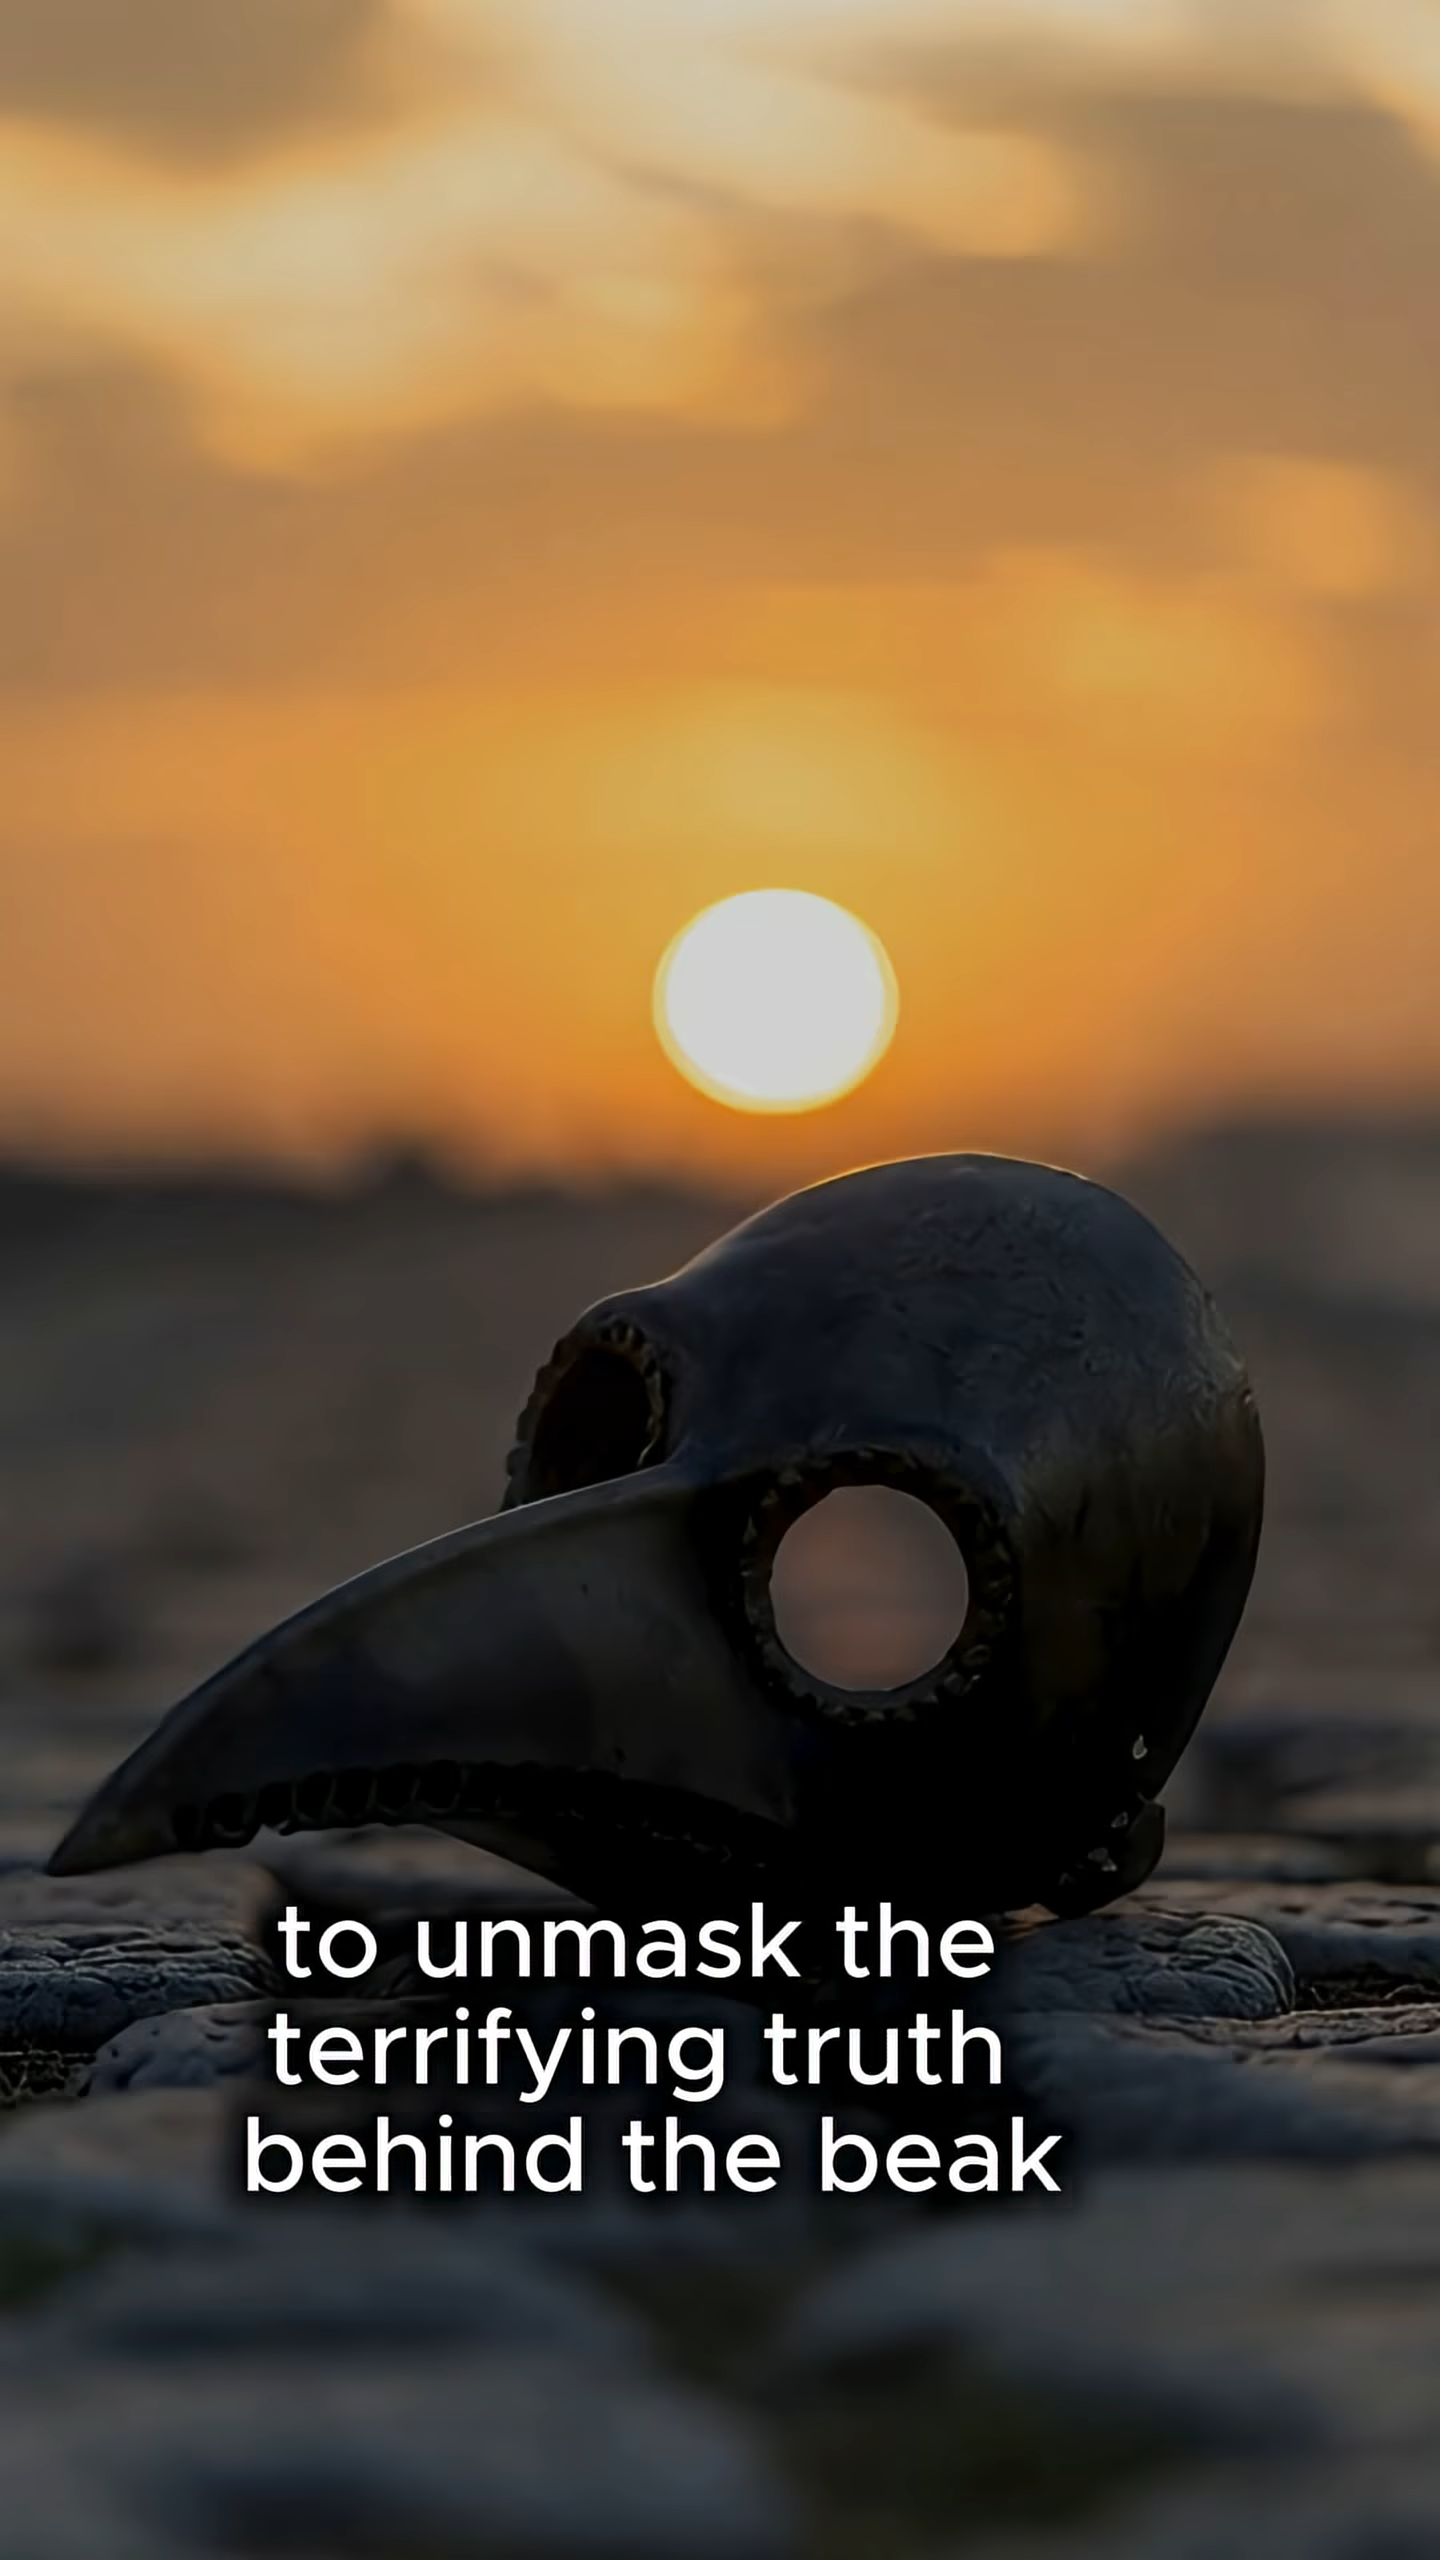 to unmask the
terrifying truth
behind the beak